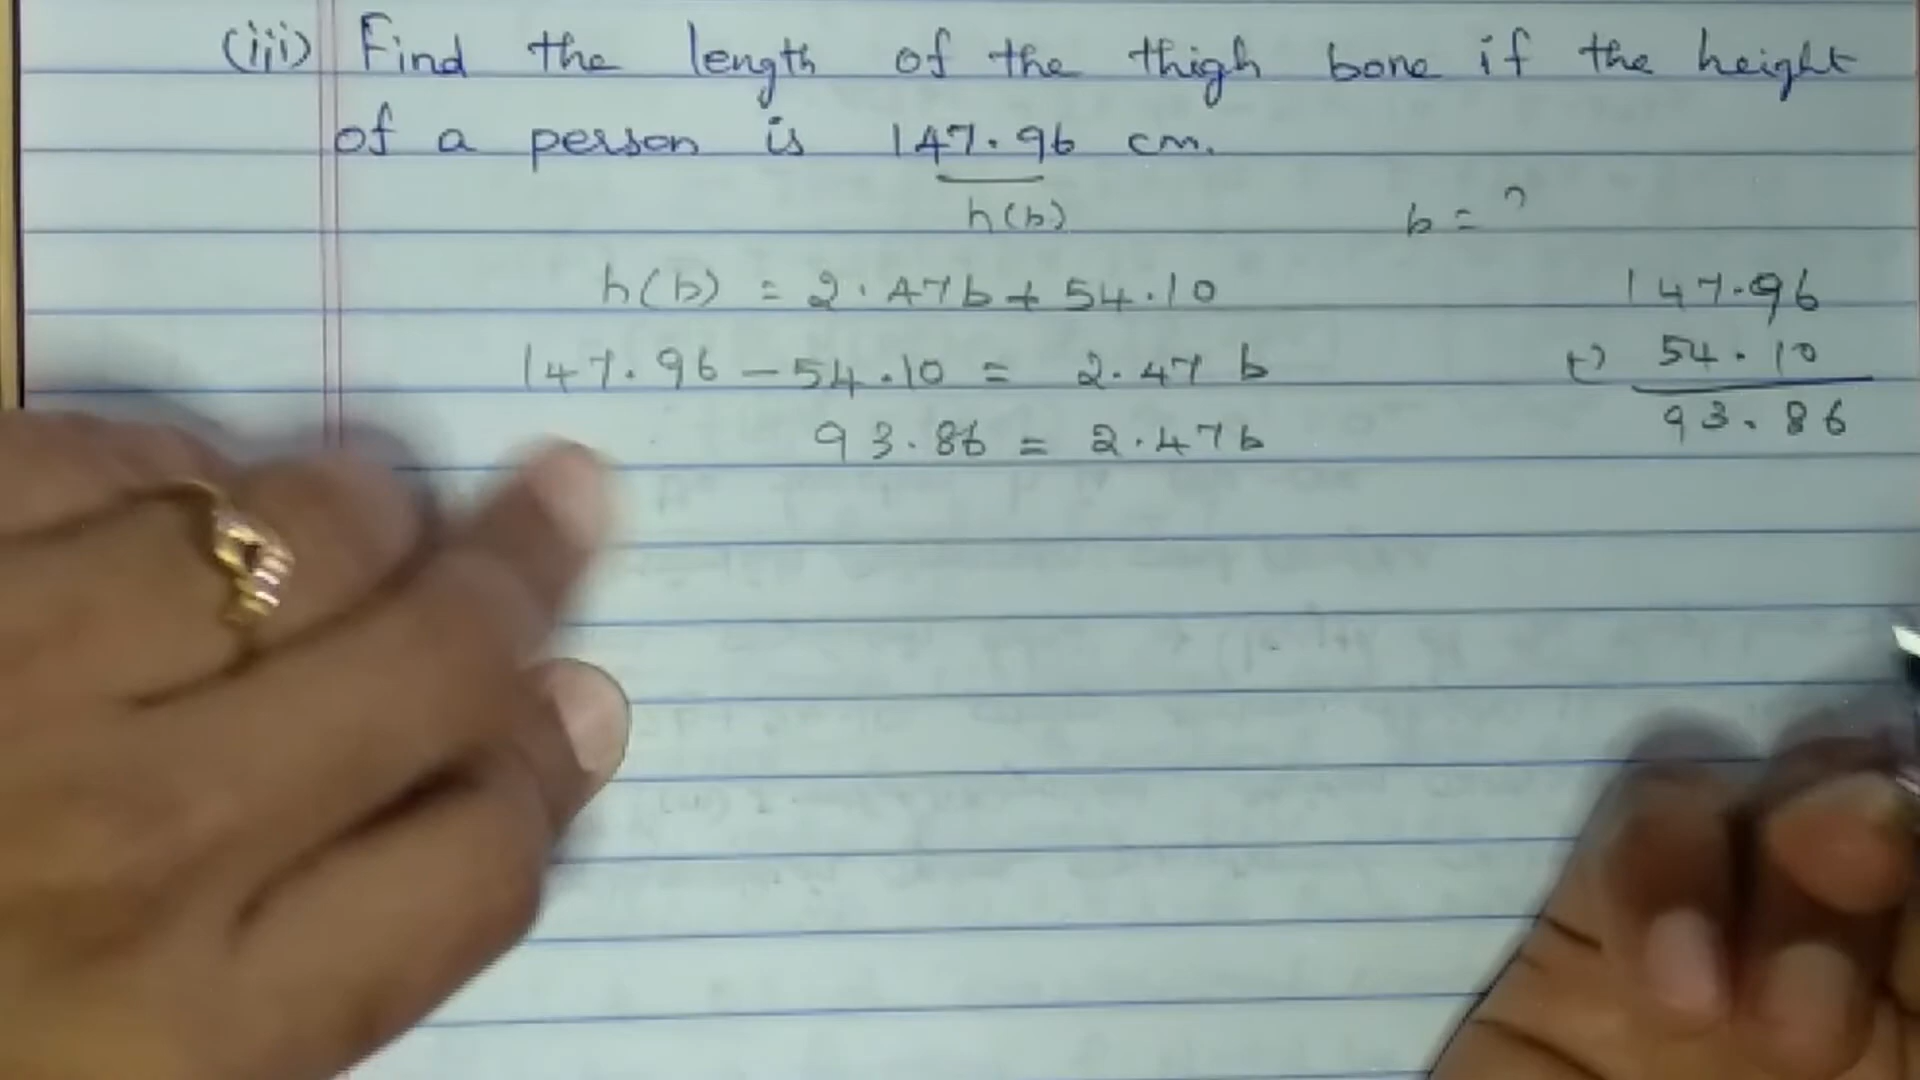 (iii) Find the length of the thigh bone if the height
of a person is 147.96 cm.
h(b)
b = ?
h(b) = 2.47b + 54.10
147.96 - 54.10 = 2.47 b
93.86 = 2.47b
147.96
(-) 54.10
93.86